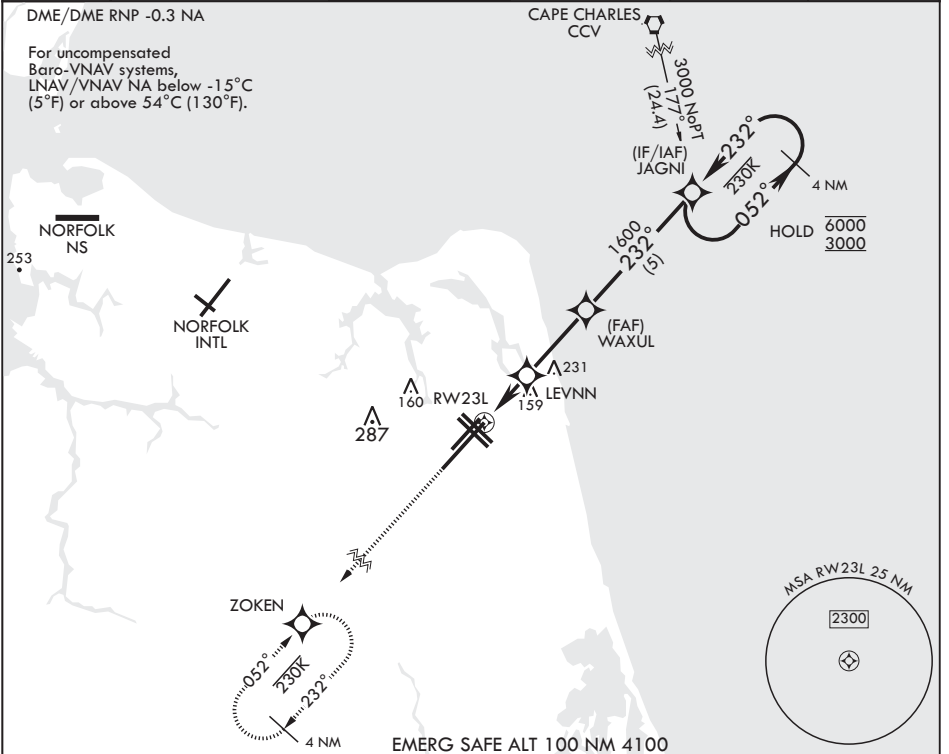 DME/DME RNP -0.3 NA
For uncompensated
Baro-VNAV systems,
LNAV/VNAV NA below -15°C
(5°F) or above 54°C (130°F).
CAPE CHARLES
CCV
3000 NoPT
177°
(24.4)
(IF/IAF)
JAGNI
232°
230K
052°
4 NM
HOLD 6000
3000
NORFOLK
NS
253
NORFOLK
INTL
1600
232°
(5)
(FAF)
WAXUL
231
LEVNN
159
160
RW23L
287
ZOKEN
052°
230K
232°
4 NM
MSA RW23L 25 NM
2300
EMERG SAFE ALT 100 NM 4100